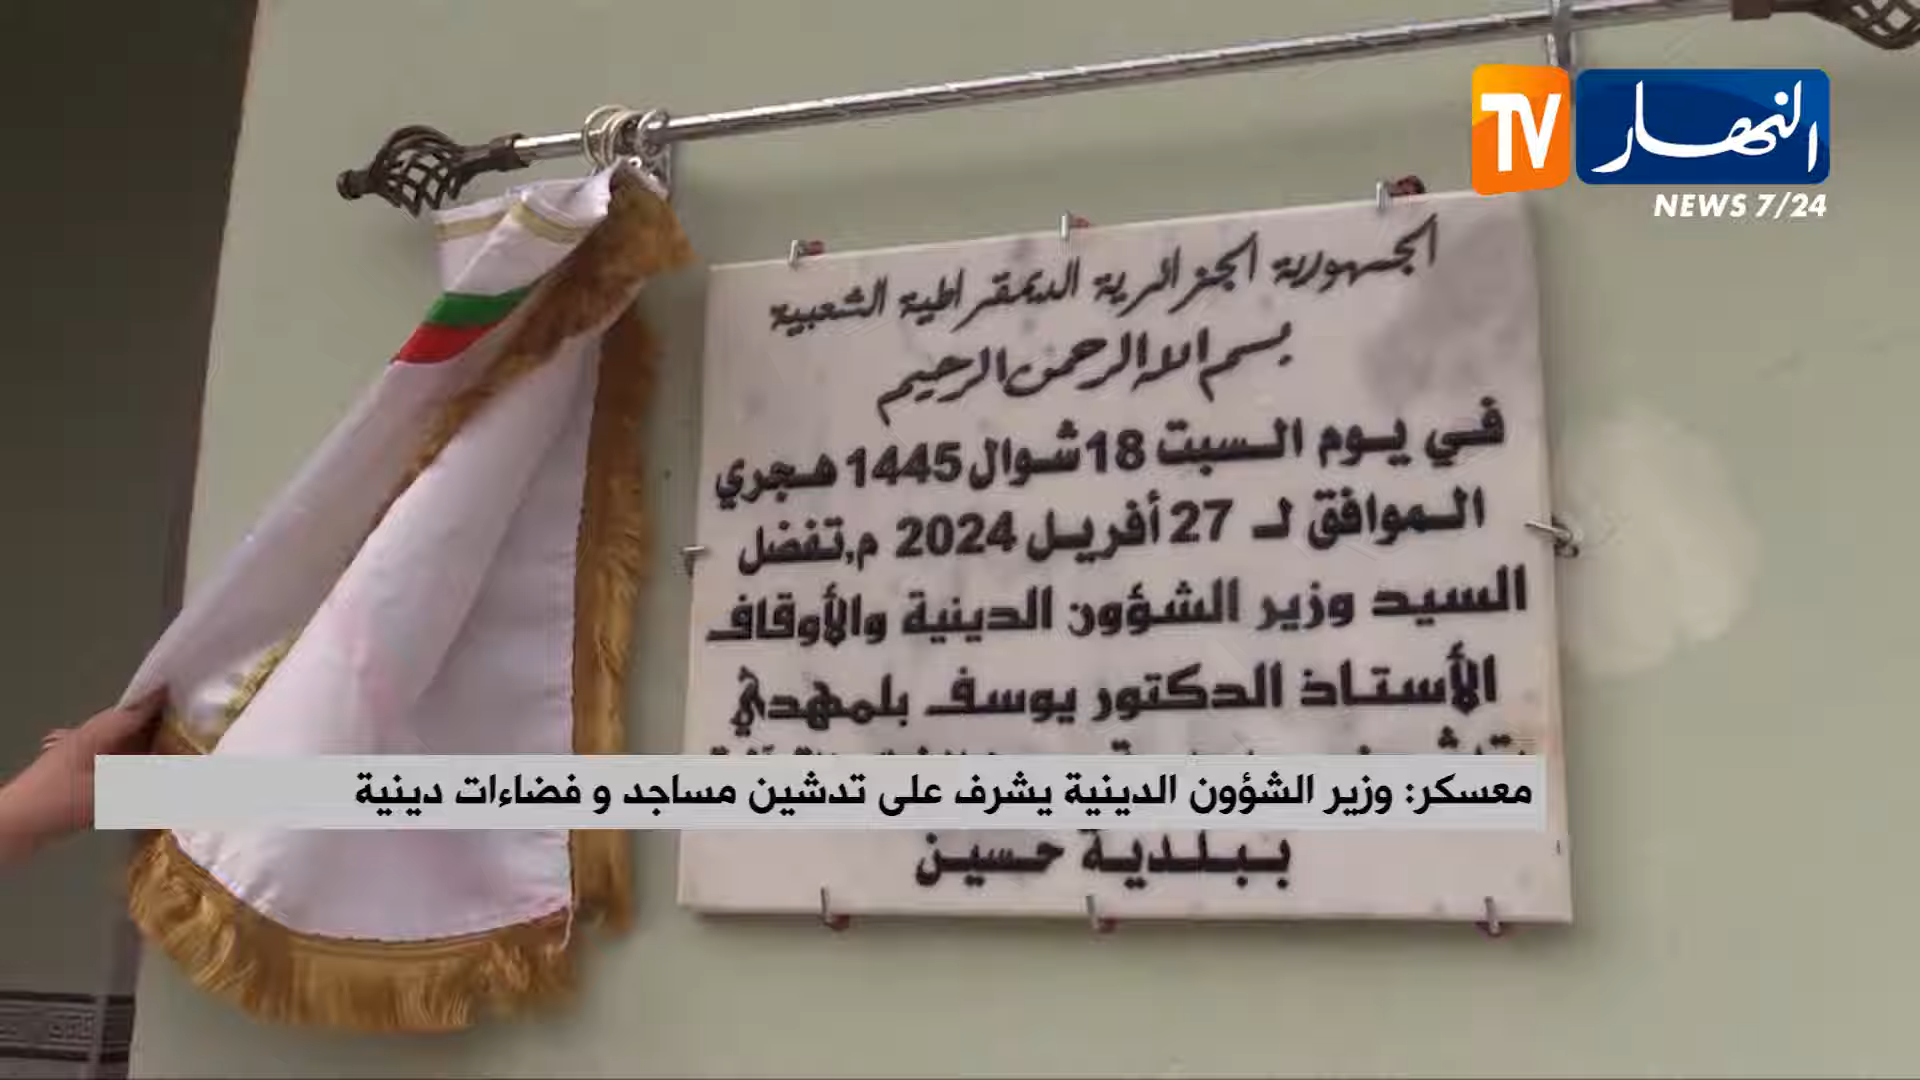 TV النهار
NEWS 7/24
الجمهورية الجزائرية الديمقراطية الشعبية
بسم الله الرحمن الرحيم
في يوم السبت 18 شوال 1445 هجري
الموافق لـ 27 أفريل 2024 م,تفضل
السيد وزير الشؤون الدينية والأوقاف
الأستاذ الدكتور يوسف بلمهدي
معسكر: وزير الشؤون الدينية يشرف على تدشين مساجد و فضاءات دينية
ببلدية حسين